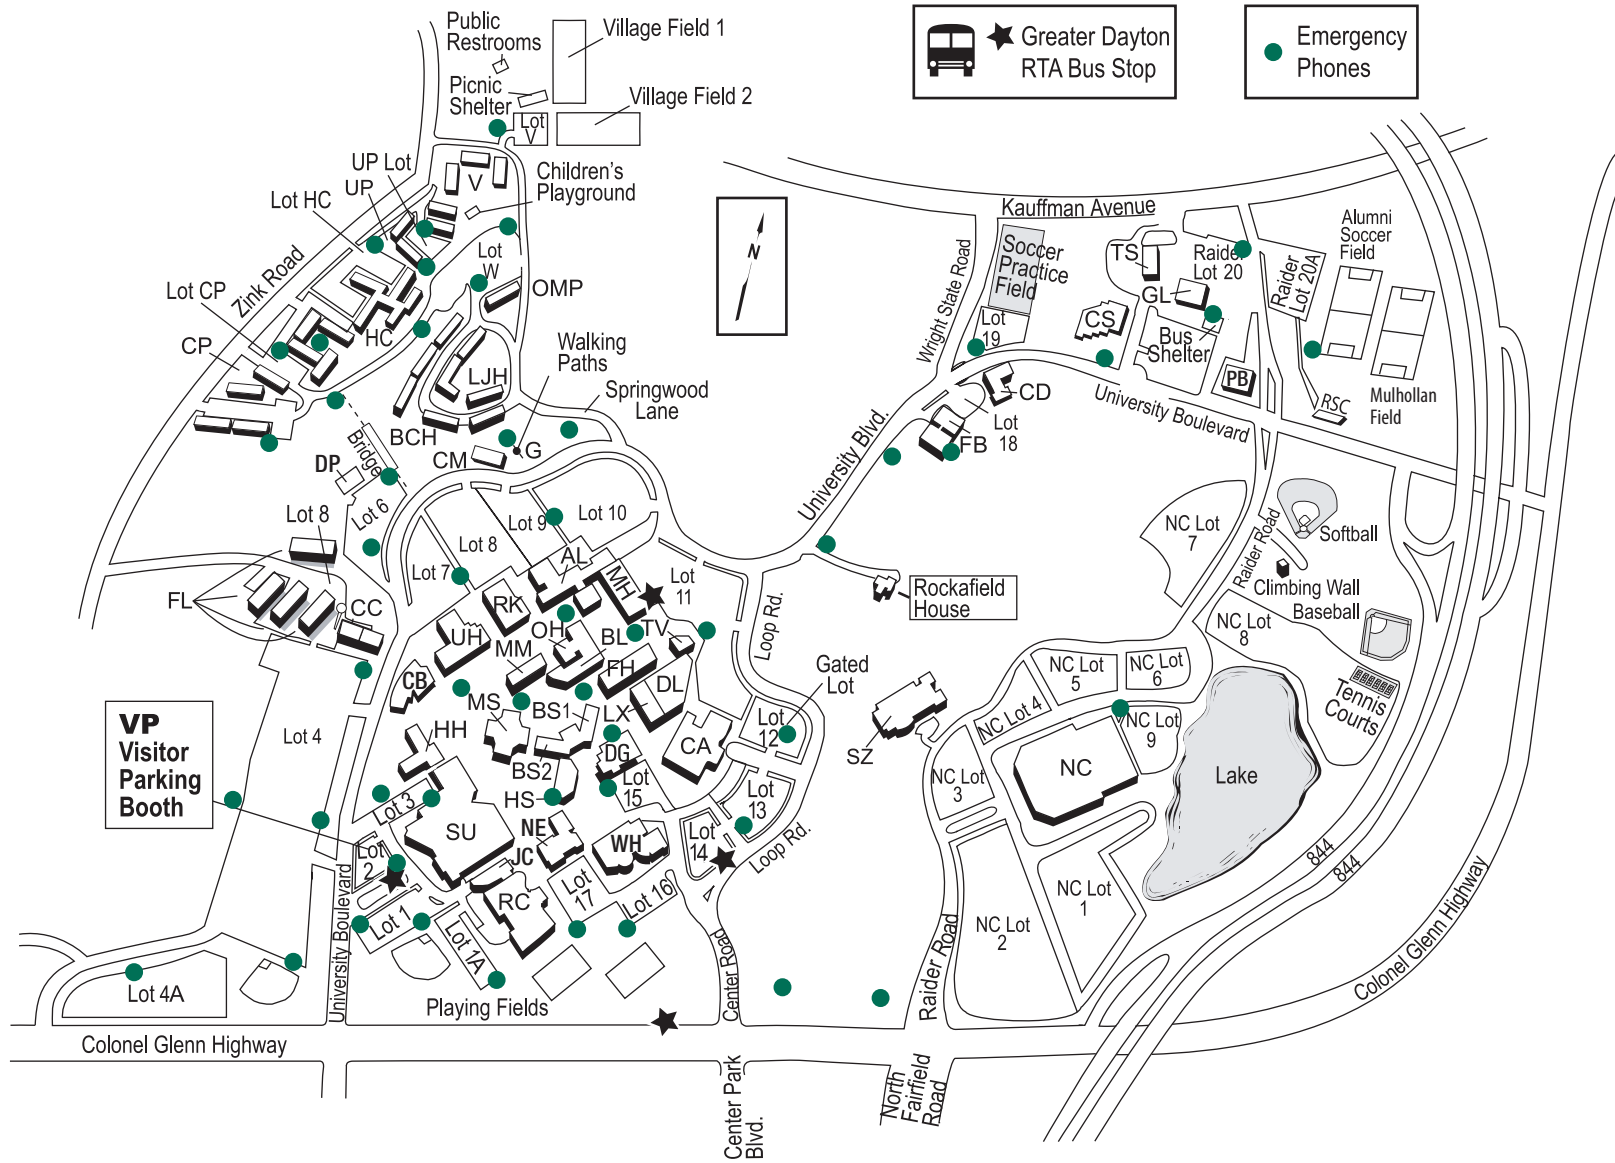 Public
Restrooms
Village Field 1
Picnic
Shelter
Village Field 2
Lot
V
Greater Dayton
RTA Bus Stop
Emergency
Phones
UP Lot
UP
Lot HC
V
Children's
Playground
Zink Road
Lot
W
OMP
Lot CP
CP
HC
LJH
Walking
Paths
Springwood
Lane
BCH
CM
G
Bridge
DP
Lot 6
N
Kauffman Avenue
Wright State Road
Soccer
Practice
Field
Lot
19
TS
Raider
Lot 20
GL
CS
Bus
Shelter
Raider
Lot 20A
Alumni
Soccer
Field
PB
RSC
Mulhollan
Field
CD
Lot
18
FB
University Blvd.
University Boulevard
Lot 8
FL
CC
Lot 7
Lot 8
Lot 9
Lot 10
AL
MH
Lot
11
RK
UH
OH
BL
TV
MM
FH
CB
MS
BS1
LX
DL
HH
BS2
DG
CA
Lot
12
Gated
Lot
Loop Rd.
Rockafield
House
SZ
NC Lot
7
Raider Road
Softball
Climbing Wall
Baseball
NC Lot
8
Tennis
Courts
NC Lot
5
NC Lot
6
NC Lot 4
NC Lot
9
NC Lot
3
NC
Lake
VP
Visitor
Parking
Booth
Lot 4
Lot 3
HS
Lot
15
Lot
13
SU
NE
JC
WH
Lot
14
Loop Rd.
Lot
2
RC
Lot
17
Lot 16
Lot 1
Lot 1A
NC Lot
1
NC Lot
2
844
844
University Boulevard
Lot 4A
Playing Fields
Center Road
Raider Road
Colonel Glenn Highway
Colonel Glenn Highway
Center Park
Blvd.
North
Fairfield
Road